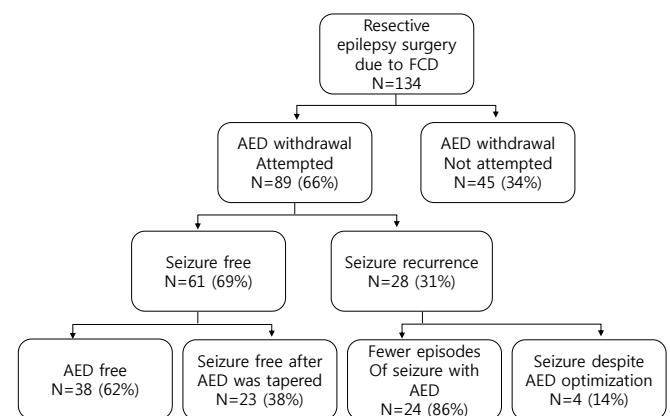 Resective
epilepsy surgery
due to FCD
N=134
AED withdrawal
Attempted
N=89 (66%)
AED withdrawal
Not attempted
N=45 (34%)
Seizure free
N=61 (69%)
Seizure recurrence
N=28 (31%)
AED free
N=38 (62%)
Seizure free after
AED was tapered
N=23 (38%)
Fewer episodes
Of seizure with
AED
N=24 (86%)
Seizure despite
AED optimization
N=4 (14%)